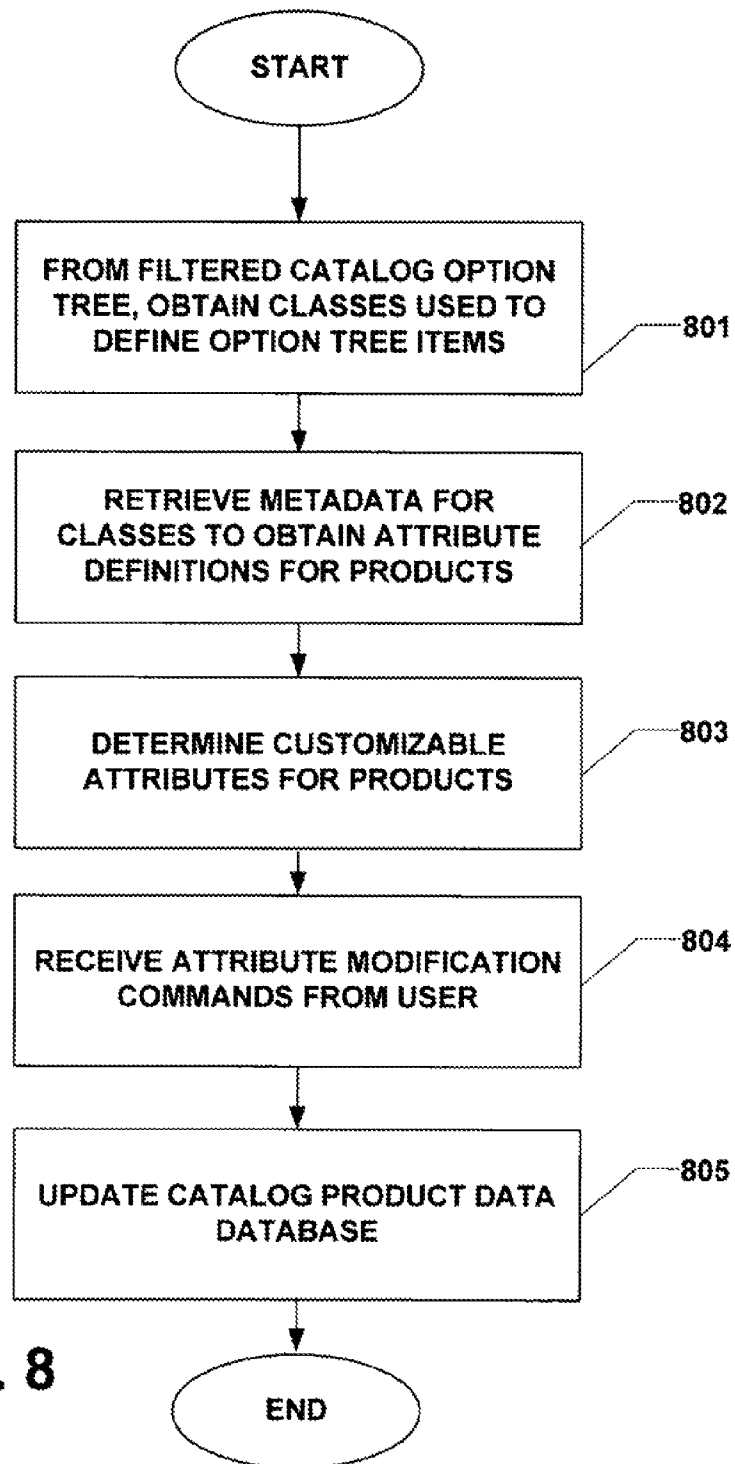 START
FROM FILTERED CATALOG OPTION
TREE, OBTAIN CLASSES USED TO
DEFINE OPTION TREE ITEMS
801
RETRIEVE METADATA FOR
CLASSES TO OBTAIN ATTRIBUTE
DEFINITIONS FOR PRODUCTS
802
DETERMINE CUSTOMIZABLE
ATTRIBUTES FOR PRODUCTS
803
RECEIVE ATTRIBUTE MODIFICATION
COMMANDS FROM USER
804
UPDATE CATALOG PRODUCT DATA
DATABASE
805
. 8
END